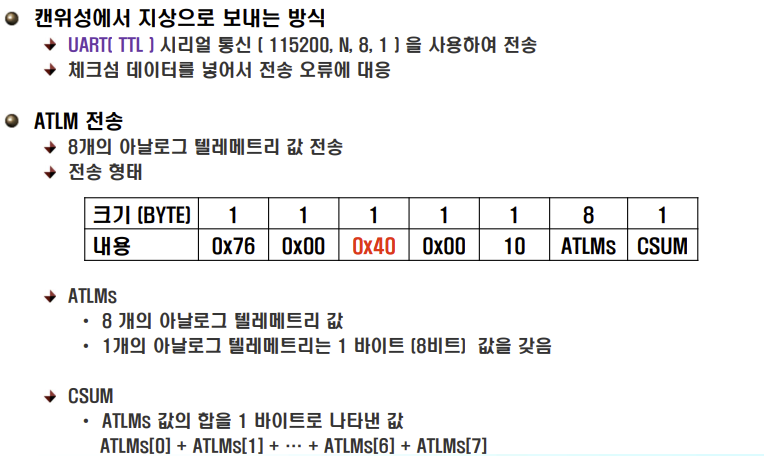 캔위성에서 지상으로 보내는 방식
UART( TTL ) 시리얼 통신 ( 115200, N, 8, 1 ) 을 사용하여 전송
체크섬 데이터를 넣어서 전송 오류에 대응
ATLM 전송
8개의 아날로그 텔레메트리 값 전송
전송 형태
크기 (BYTE) 1 1 1 1 1 8 1
내용 0x76 0x00 0x40 0x00 10 ATLMs CSUM
ATLMs
• 8 개의 아날로그 텔레메트리 값
• 1개의 아날로그 텔레메트리는 1 바이트 (8비트) 값을 갖음
CSUM
• ATLMs 값의 합을 1 바이트로 나타낸 값
ATLMs[0] + ATLMs[1] + ··· + ATLMs[6] + ATLMs[7]